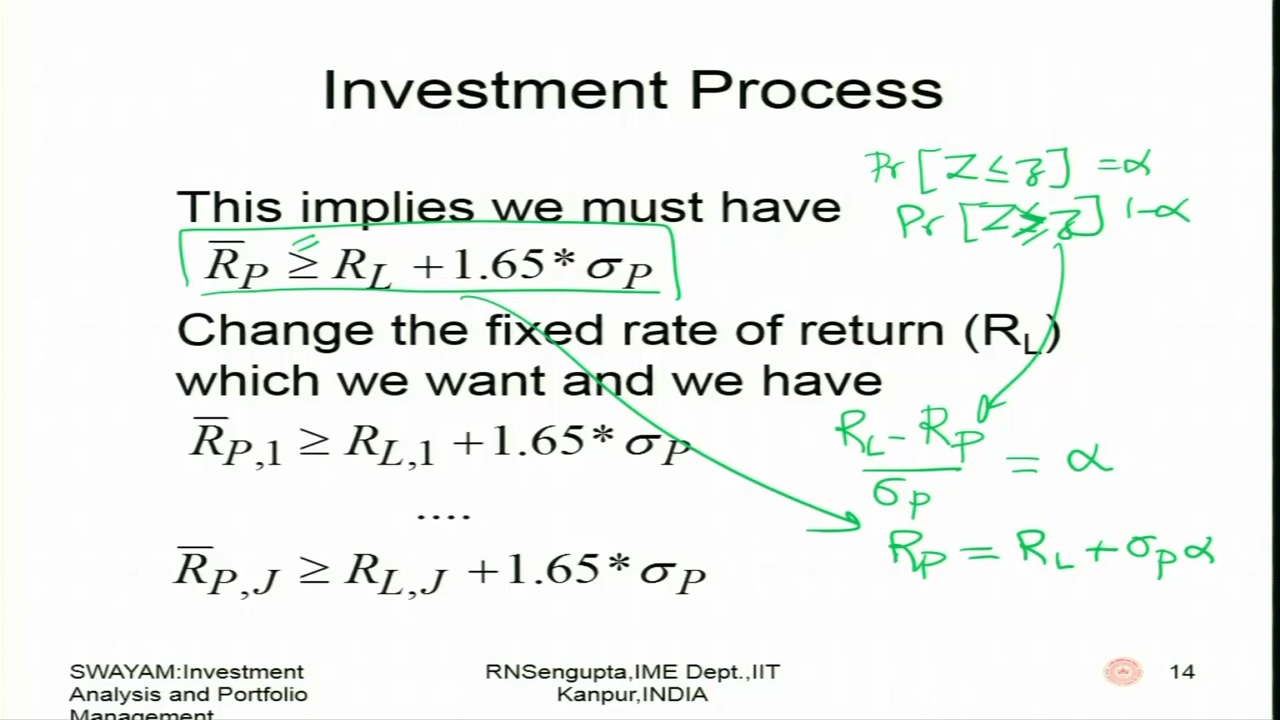 Investment Process
Pr [Z ≤ z] = α
Pr [Z ≥ z] 1-α
This implies we must have
R̅P ≥ RL + 1.65 * σP
Change the fixed rate of return (RL)
which we want and we have
R̅P,1 ≥ RL,1 + 1.65 * σP
RL - RP / σP = α
....
RP = RL + σP α
R̅P,J ≥ RL,J + 1.65 * σP
SWAYAM:Investment
Analysis and Portfolio
Management
RNSengupta,IME Dept.,IIT
Kanpur,INDIA
14